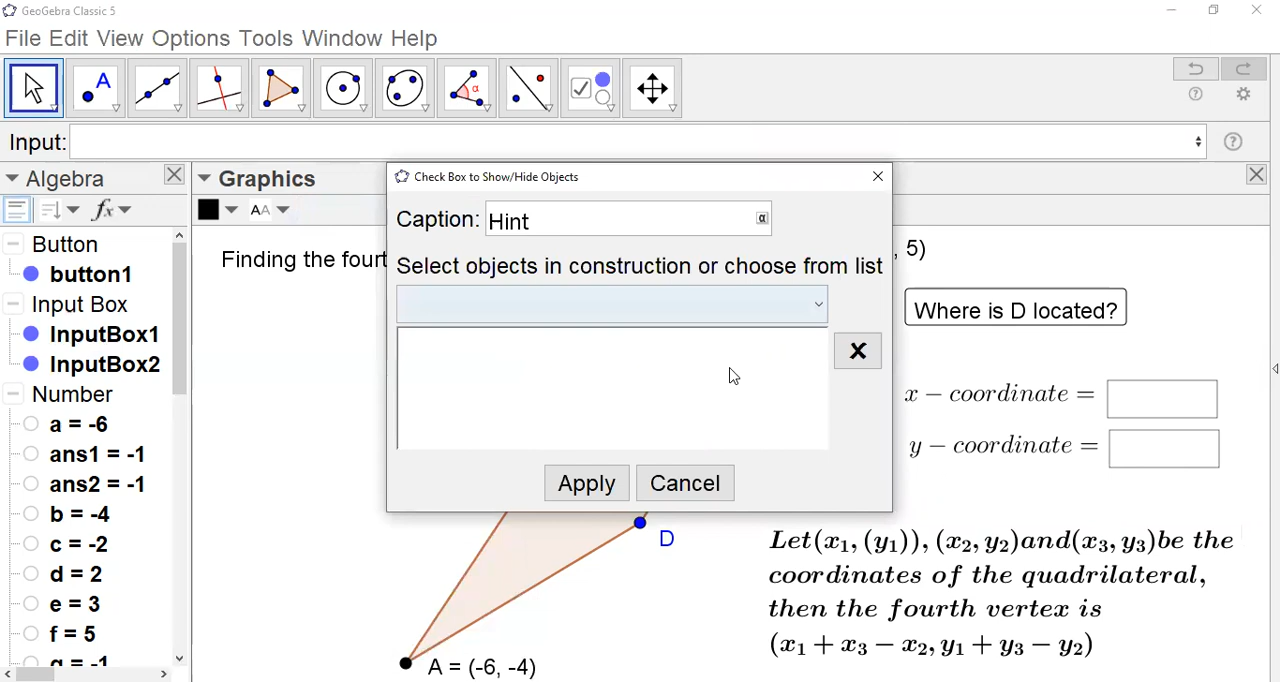 GeoGebra Classic 5
File Edit View Options Tools Window Help
A
α
Input:
Algebra
Graphics
Check Box to Show/Hide Objects
fx
AA
Caption: Hint α
Button
button1
Input Box
InputBox1
InputBox2
Number
a = -6
ans1 = -1
ans2 = -1
b = -4
c = -2
d = 2
e = 3
f = 5
Finding the fourt
, 5)
Select objects in construction or choose from list
X
Apply Cancel
Where is D located?
x − coordinate =
y − coordinate =
D
A = (-6, -4)
Let(x₁, (y₁)), (x₂, y₂)and(x₃, y₃)be the
coordinates of the quadrilateral,
then the fourth vertex is
(x₁ + x₃ − x₂, y₁ + y₃ − y₂)